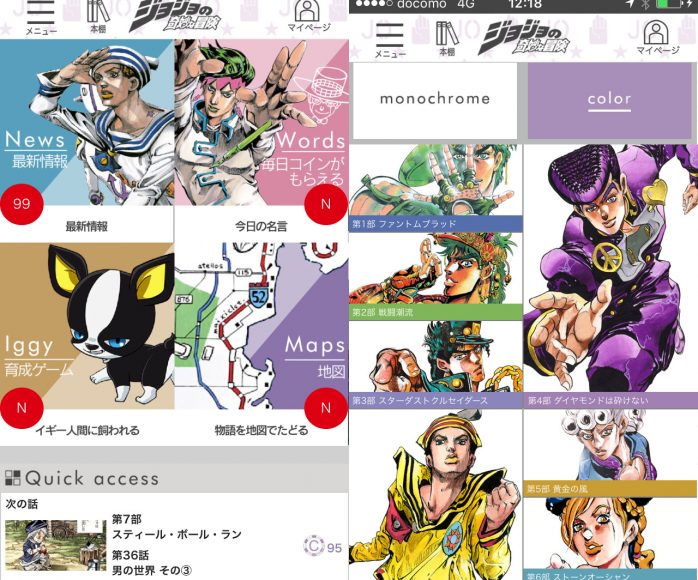 メニュー
本棚
ジョジョの
奇妙な冒険
マイページ
News
最新情報
99
最新情報
Words
毎日コインが
もらえる
N
今日の名言
Iggy
育成ゲーム
N
イギー人間に飼われる
atelios
115
876
52
Maps
地図
N
物語を地図でたどる
Quick access
次の話
第7部
スティール・ボール・ラン
第36話
男の世界 その③
C 95
docomo 4G 12:18
メニュー
本棚
ジョジョの
奇妙な冒険
マイページ
monochrome
color
第1部 ファントムブラッド
第2部 戦闘潮流
第3部 スターダストクルセイダース
第4部 ダイヤモンドは砕けない
第5部 黄金の風
第6部 ストーンオーシャン